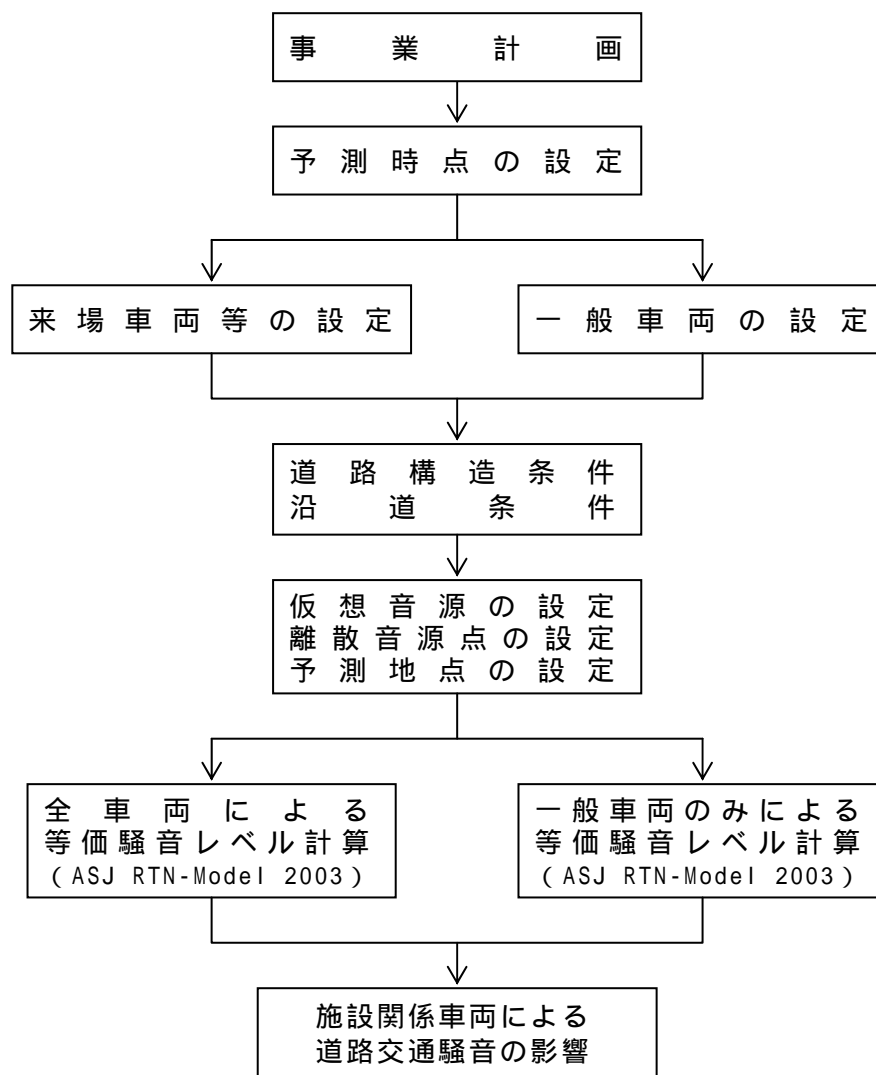 事業計画
予測時点の設定
来場車両等の設定
一般車両の設定
道路構造条件
沿道条件
仮想音源の設定
離散音源点の設定
予測地点の設定
全車両による
等価騒音レベル計算
(ASJ RTN-Model 2003)
一般車両のみによる
等価騒音レベル計算
(ASJ RTN-Model 2003)
施設関係車両による
道路交通騒音の影響